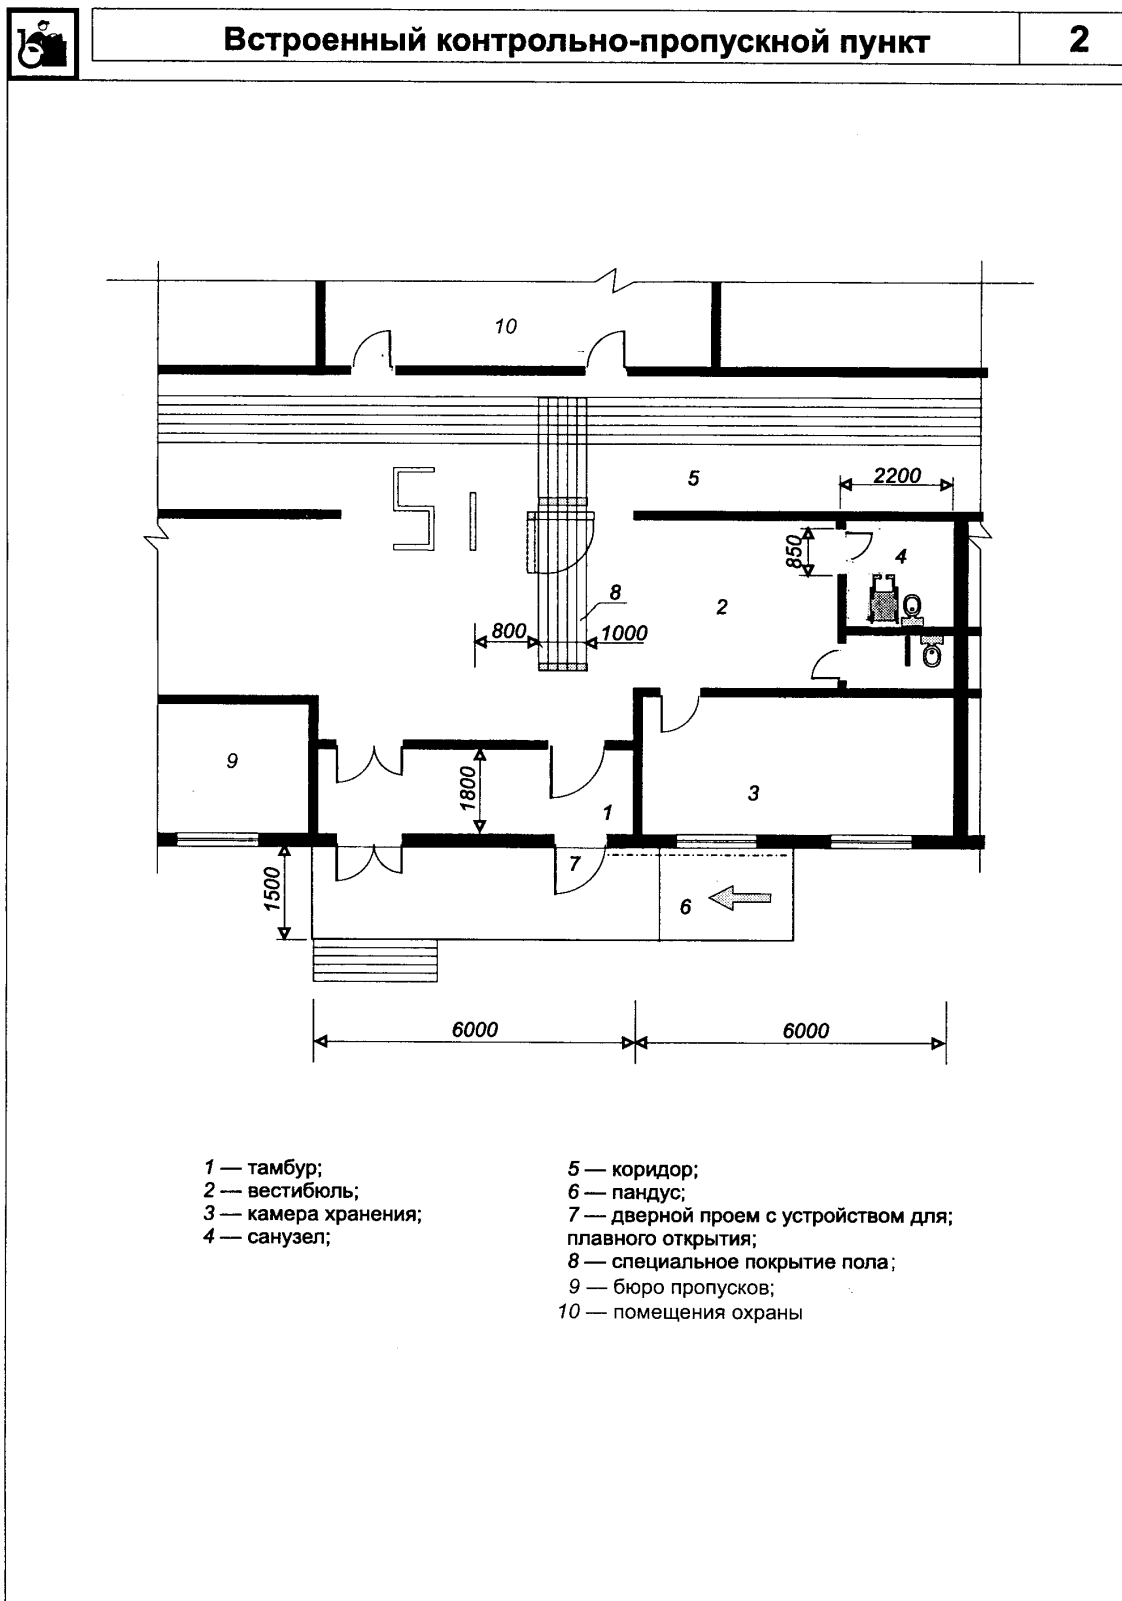 Встроенный контрольно-пропускной пункт
2
10
5
2200
850
4
8
2
800
1000
9
1800
1
3
7
1500
6
6000
6000
1 — тамбур;
2 — вестибюль;
3 — камера хранения;
4 — санузел;
5 — коридор;
6 — пандус;
7 — дверной проем с устройством для;
плавного открытия;
8 — специальное покрытие пола;
9 — бюро пропусков;
10 — помещения охраны